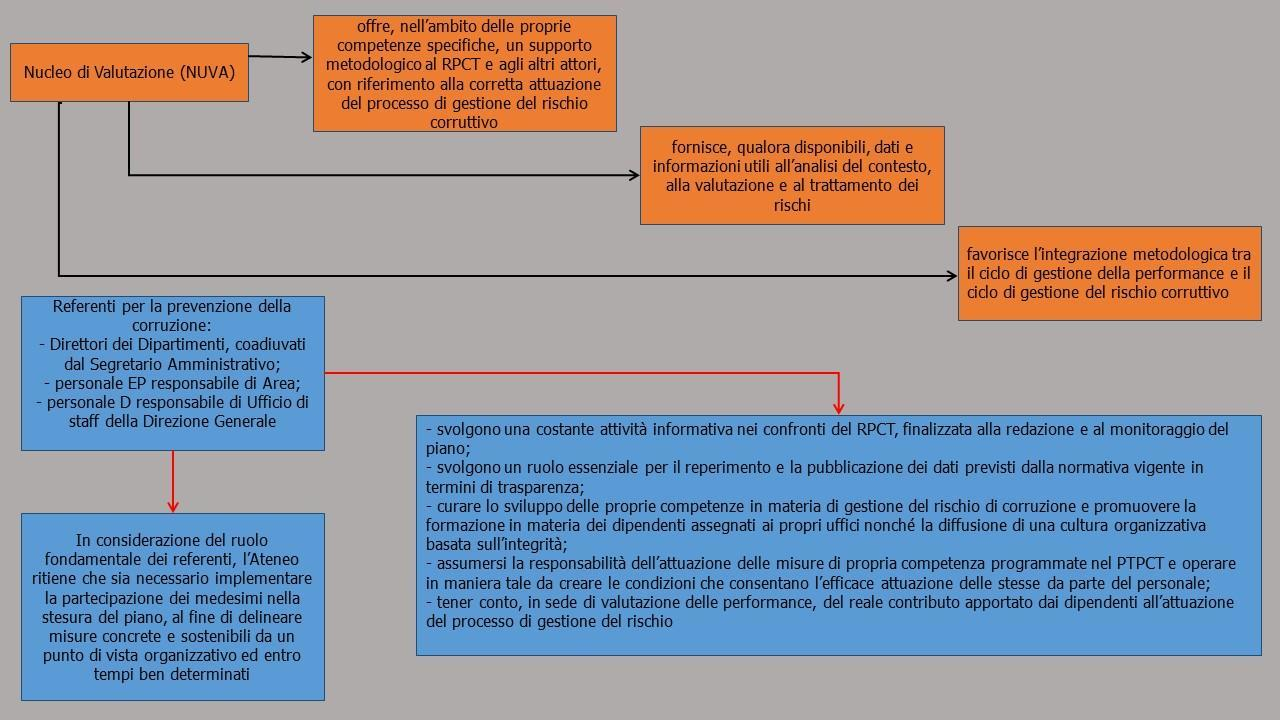 Nucleo di Valutazione (NUVA)
offre, nell’ambito delle proprie
competenze specifiche, un supporto
metodologico al RPCT e agli altri attori,
con riferimento alla corretta attuazione
del processo di gestione del rischio
corruttivo
fornisce, qualora disponibili, dati e
informazioni utili all’analisi del contesto,
alla valutazione e al trattamento dei
rischi
favorisce l’integrazione metodologica tra
il ciclo di gestione della performance e il
ciclo di gestione del rischio corruttivo
Referenti per la prevenzione della
corruzione:
- Direttori dei Dipartimenti, coadiuvati
dal Segretario Amministrativo;
- personale EP responsabile di Area;
- personale D responsabile di Ufficio di
staff della Direzione Generale
- svolgono una costante attività informativa nei confronti del RPCT, finalizzata alla redazione e al monitoraggio del
piano;
- svolgono un ruolo essenziale per il reperimento e la pubblicazione dei dati previsti dalla normativa vigente in
termini di trasparenza;
- curare lo sviluppo delle proprie competenze in materia di gestione del rischio di corruzione e promuovere la
formazione in materia dei dipendenti assegnati ai propri uffici nonché la diffusione di una cultura organizzativa
basata sull’integrità;
- assumersi la responsabilità dell’attuazione delle misure di propria competenza programmate nel PTPCT e operare
in maniera tale da creare le condizioni che consentano l’efficace attuazione delle stesse da parte del personale;
- tener conto, in sede di valutazione delle performance, del reale contributo apportato dai dipendenti all’attuazione
del processo di gestione del rischio
In considerazione del ruolo
fondamentale dei referenti, l’Ateneo
ritiene che sia necessario implementare
la partecipazione dei medesimi nella
stesura del piano, al fine di delineare
misure concrete e sostenibili da un
punto di vista organizzativo ed entro
tempi ben determinati